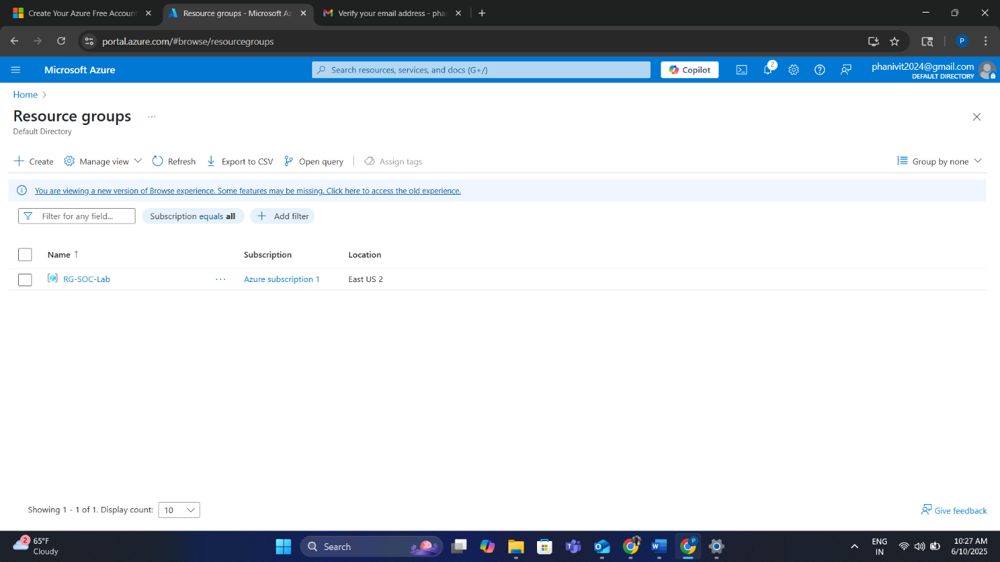 Create Your Azure Free Account
Resource groups - Microsoft Az
Verify your email address - pha
portal.azure.com/#browse/resourcegroups
P
Microsoft Azure
Search resources, services, and docs (G+/)
Copilot
2
phanivit2024@gmail.com
DEFAULT DIRECTORY
Home
Resource groups ...
Default Directory
Create Manage view Refresh Export to CSV Open query Assign tags Group by none
You are viewing a new version of Browse experience. Some features may be missing. Click here to access the old experience.
Filter for any field... Subscription equals all Add filter
Name ↑ Subscription Location
RG-SOC-Lab ... Azure subscription 1 East US 2
Showing 1 - 1 of 1. Display count: 10
Give feedback
2
65°F
Cloudy
Search
P
ENG
IN
10:27 AM
6/10/2025